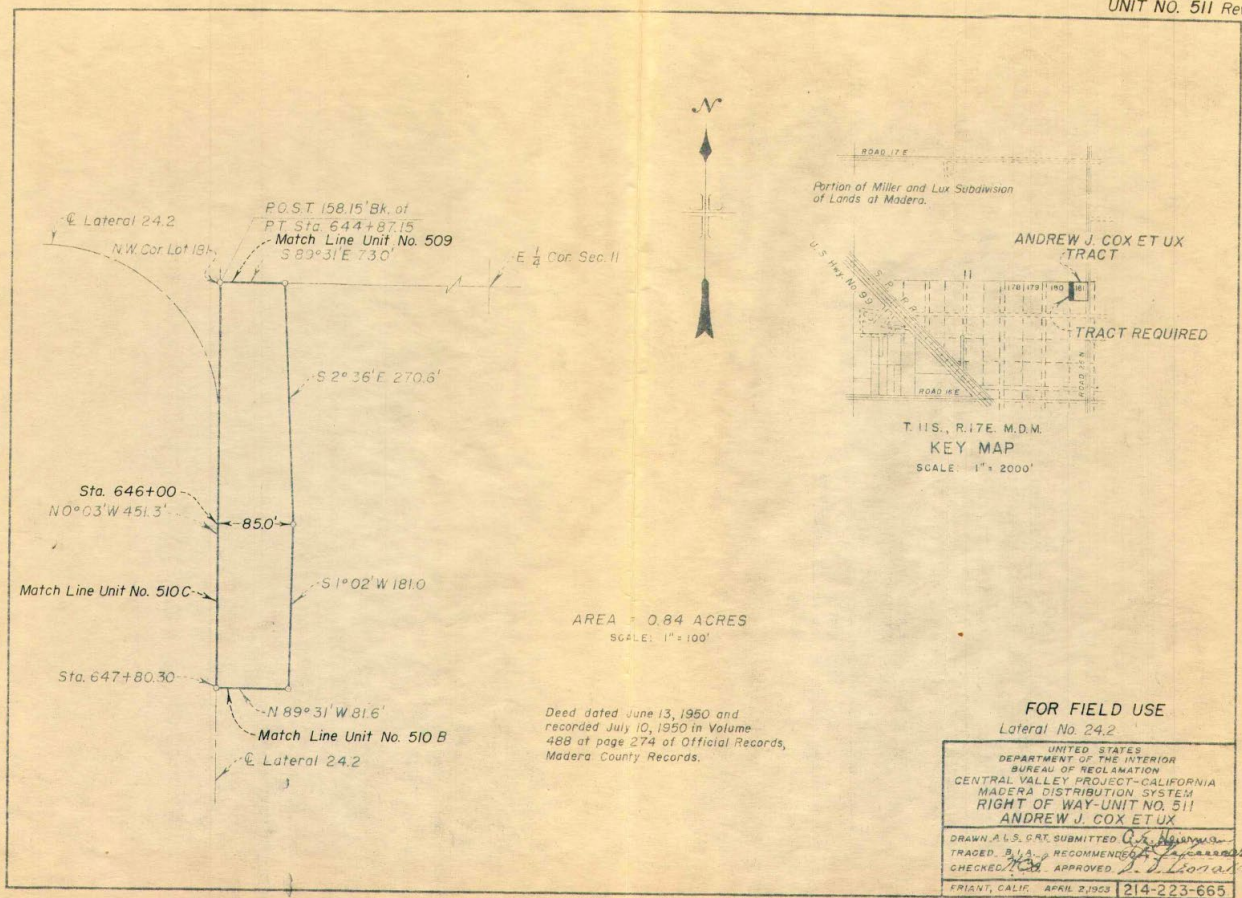 UNIT NO. 511 Re
N
℄ Lateral 24.2
N.W. Cor. Lot 181
P.O.S.T. 158.15' Bk. of
P.T. Sta. 644+87.15
Match Line Unit No. 509
S 89°31'E 73.0'
E ¼ Cor. Sec. 11
S 2°36'E 270.6'
Sta. 646+00
N 0°03'W 451.3'
85.0'
Match Line Unit No. 510 C
S 1°02'W 181.0
Sta. 647+80.30
N 89°31'W 81.6'
Match Line Unit No. 510 B
℄ Lateral 24.2
ROAD 17 E
Portion of Miller and Lux Subdivision
of Lands at Madera.
ANDREW J. COX ET UX
TRACT
U.S. Hwy. No. 99
S. P. R.R.
11
178 179 180 181
TRACT REQUIRED
ROAD 16 E
T. 11 S., R. 17 E. M.D.M.
KEY MAP
SCALE: 1" = 2000'
AREA = 0.84 ACRES
SCALE: 1" = 100'
Deed dated June 13, 1950 and
recorded July 10, 1950 in Volume
488 at page 274 of Official Records,
Madera County Records.
FOR FIELD USE
Lateral No. 24.2
UNITED STATES
DEPARTMENT OF THE INTERIOR
BUREAU OF RECLAMATION
CENTRAL VALLEY PROJECT-CALIFORNIA
MADERA DISTRIBUTION SYSTEM
RIGHT OF WAY-UNIT NO. 511
ANDREW J. COX ET UX
DRAWN A.L.S. G.R.T. SUBMITTED
TRACED B.I.A. RECOMMENDED
CHECKED APPROVED
FRIANT, CALIF. APRIL 2, 1953 214-223-665